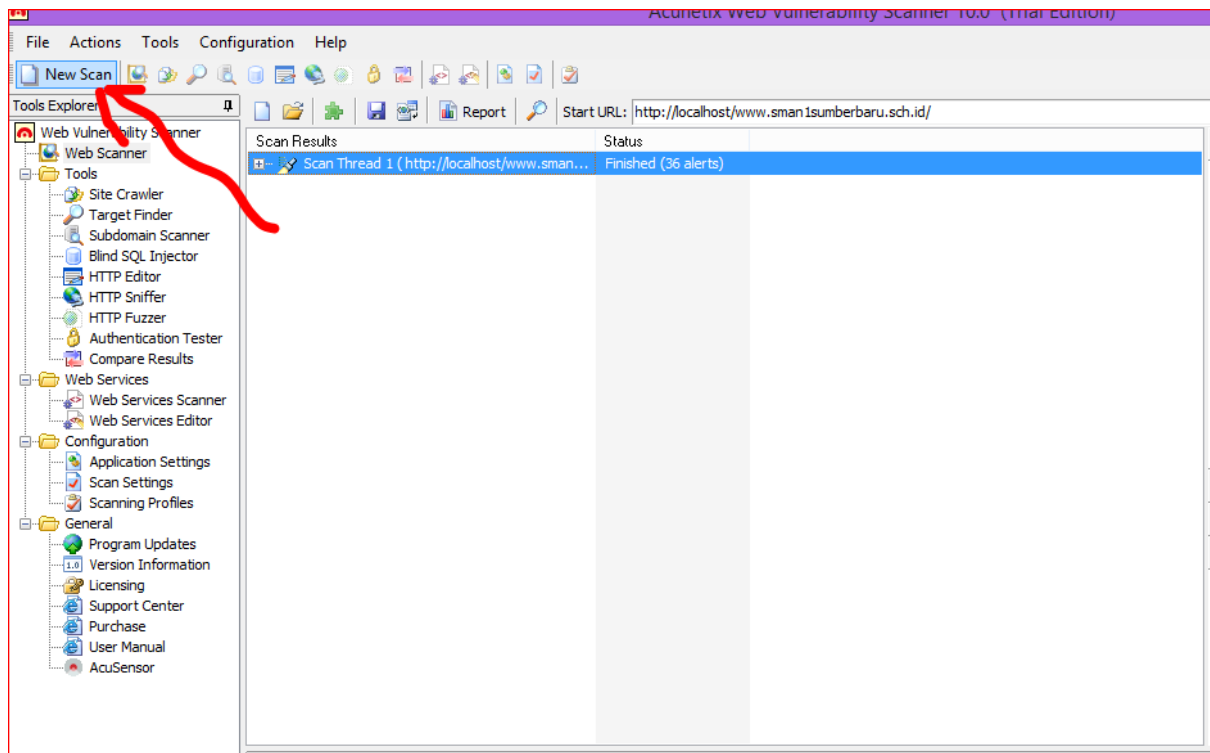 Acunetix Web Vulnerability Scanner 10.0 (Trial Edition)
File Actions Tools Configuration Help
New Scan
Tools Explorer
Report
Start URL: http://localhost/www.sman1sumberbaru.sch.id/
Web Vulnerability Scanner
Web Scanner
Tools
Site Crawler
Target Finder
Subdomain Scanner
Blind SQL Injector
HTTP Editor
HTTP Sniffer
HTTP Fuzzer
Authentication Tester
Compare Results
Web Services
Web Services Scanner
Web Services Editor
Configuration
Application Settings
Scan Settings
Scanning Profiles
General
Program Updates
1.0 Version Information
Licensing
Support Center
Purchase
User Manual
AcuSensor
Scan Results Status
Scan Thread 1 ( http://localhost/www.sman... Finished (36 alerts)